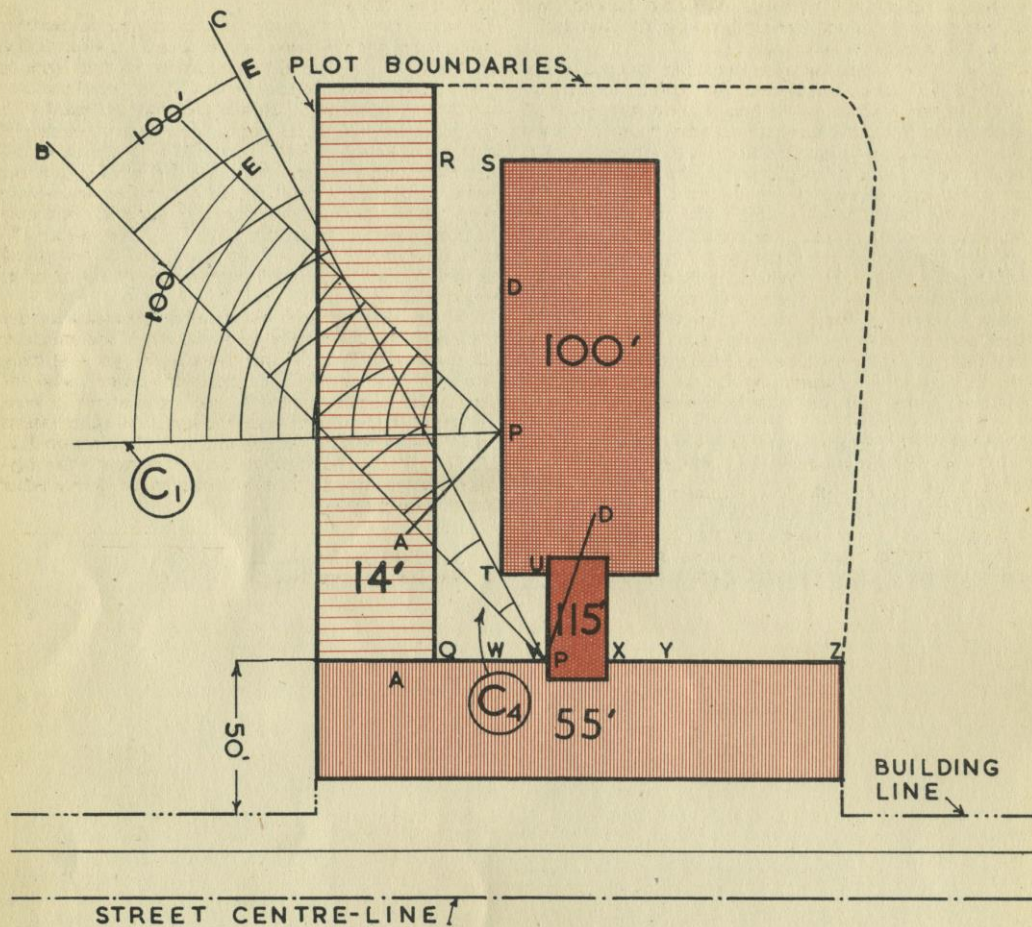 C
E
PLOT BOUNDARIES
100'
B
E
R S
100'
D
100'
P
C1
A
D
14'
T U
115'
Q W V P X Y Z
A
C4
55'
50'
BUILDING
LINE
STREET CENTRE-LINE